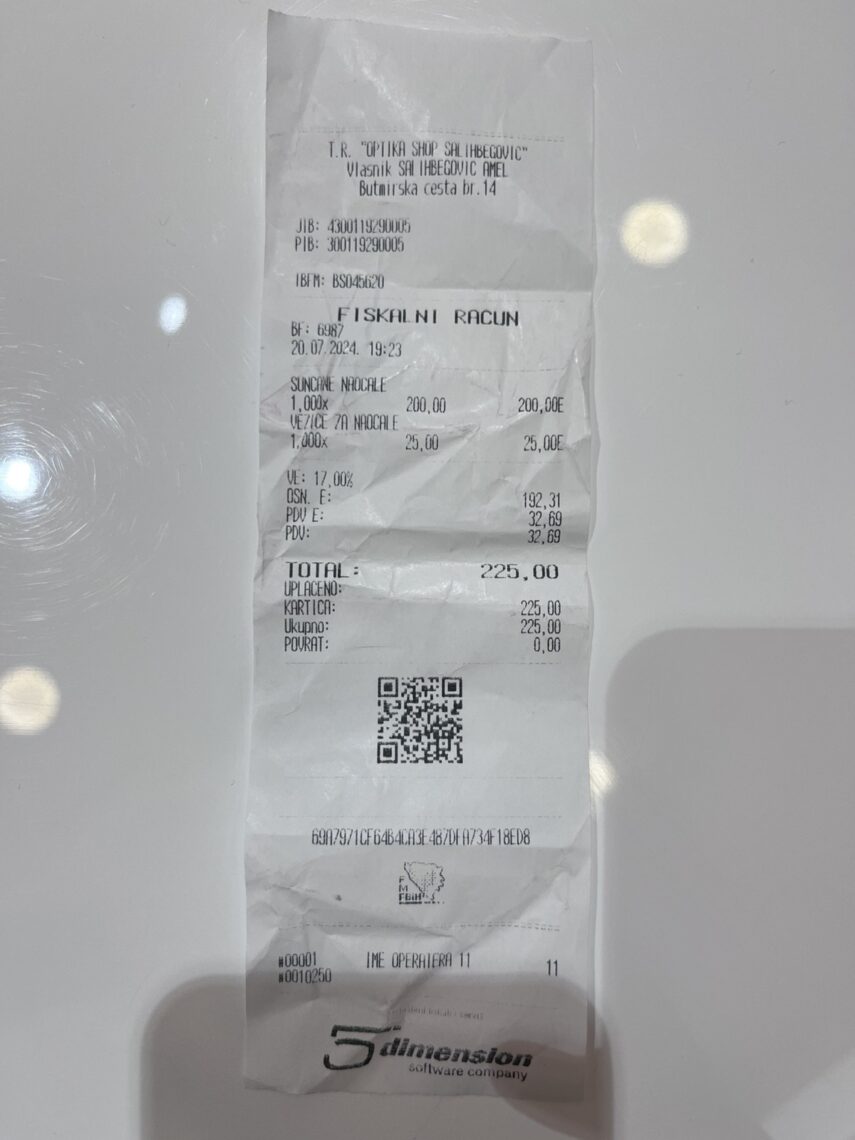 T.R. "OPTIKA SHOP SALIHBEGOVIC"
Vlasnik SALIHBEGOVIC AMEL
Butmirska cesta br.14
JIB: 4300119290005
PIB: 300119290005
IBFM: BS045620
FISKALNI RACUN
BF: 6987
20.07.2024. 19:23
SUNCANE NAOCALE
1,000x 200,00 200,00E
VEZICE ZA NAOCALE
1,000x 25,00 25,00E
VE: 17,00%
OSN. E: 192,31
PDV E: 32,69
PDV: 32,69
TOTAL: 225,00
UPLACENO:
KARTICA: 225,00
Ukupno: 225,00
POVRAT: 0,00
69A7971CF64B4CA3E487DFA734F18ED8
FM
FBiH
#00001 IME OPERATERA 11 11
#0010250
5 dimension
software company